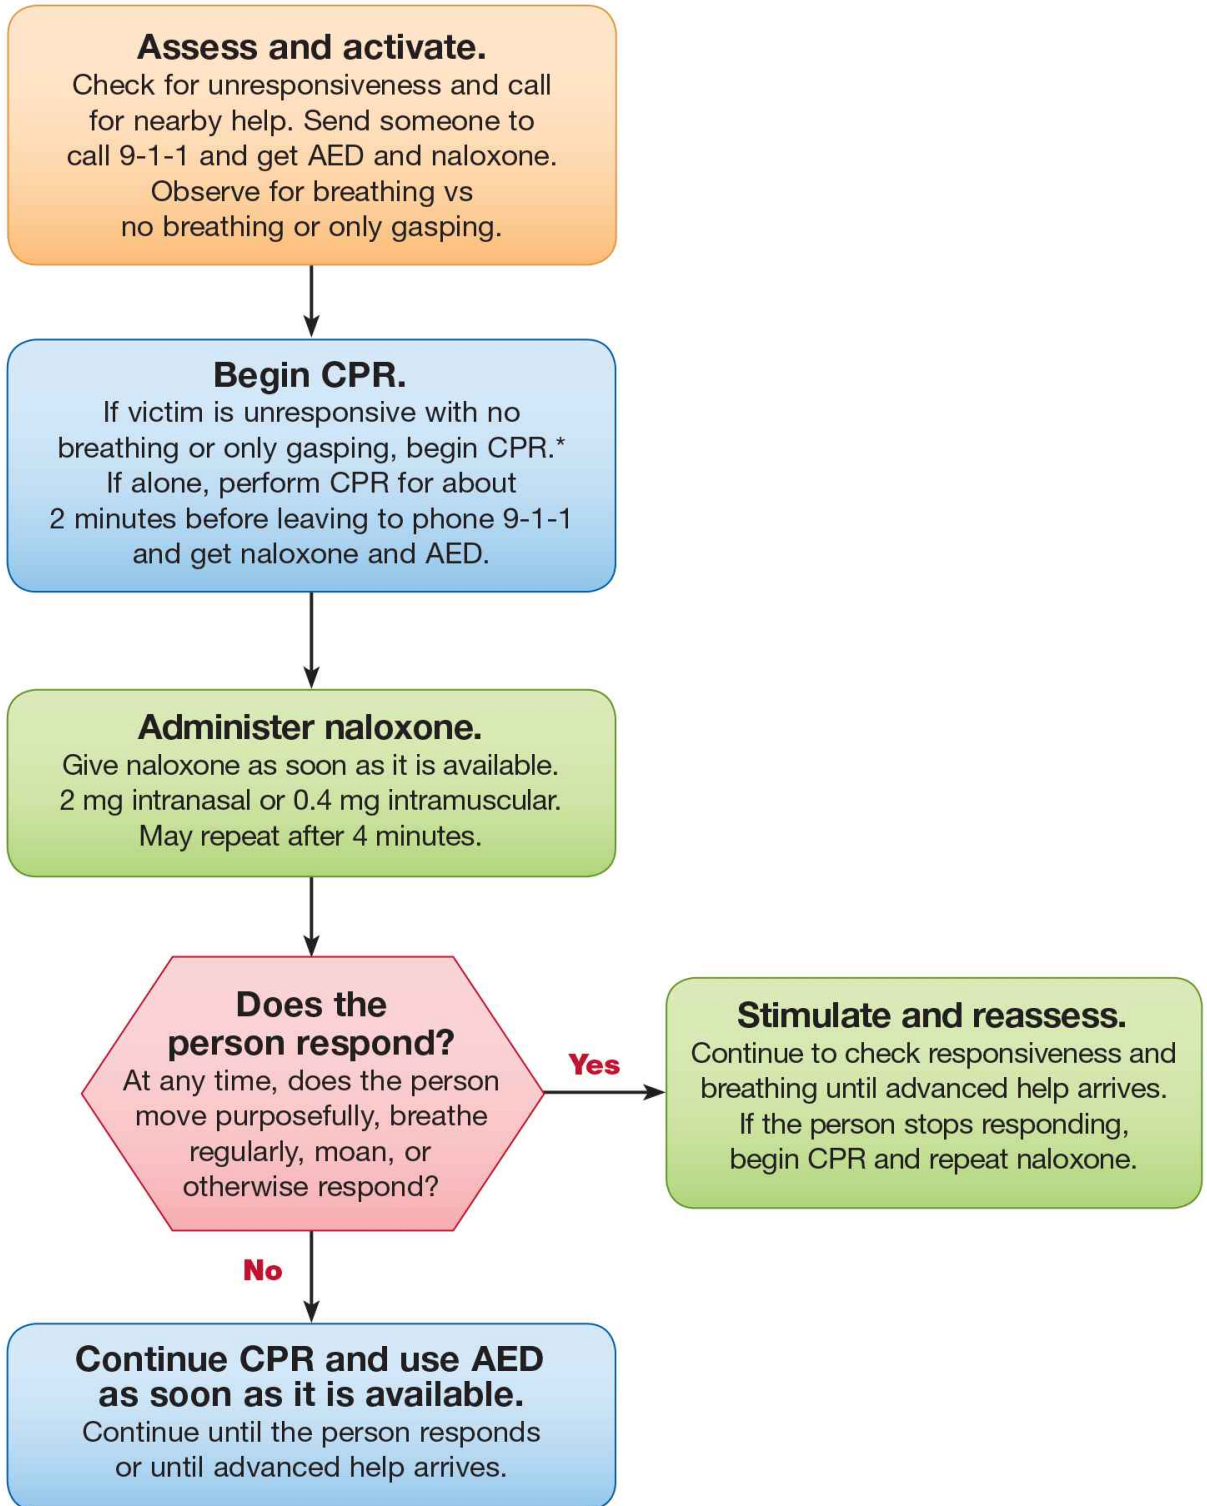 Assess and activate.
Check for unresponsiveness and call
for nearby help. Send someone to
call 9-1-1 and get AED and naloxone.
Observe for breathing vs
no breathing or only gasping.
Begin CPR.
If victim is unresponsive with no
breathing or only gasping, begin CPR.*
If alone, perform CPR for about
2 minutes before leaving to phone 9-1-1
and get naloxone and AED.
Administer naloxone.
Give naloxone as soon as it is available.
2 mg intranasal or 0.4 mg intramuscular.
May repeat after 4 minutes.
Does the
person respond?
At any time, does the person
move purposefully, breathe
regularly, moan, or
otherwise respond?
Yes
Stimulate and reassess.
Continue to check responsiveness and
breathing until advanced help arrives.
If the person stops responding,
begin CPR and repeat naloxone.
No
Continue CPR and use AED
as soon as it is available.
Continue until the person responds
or until advanced help arrives.